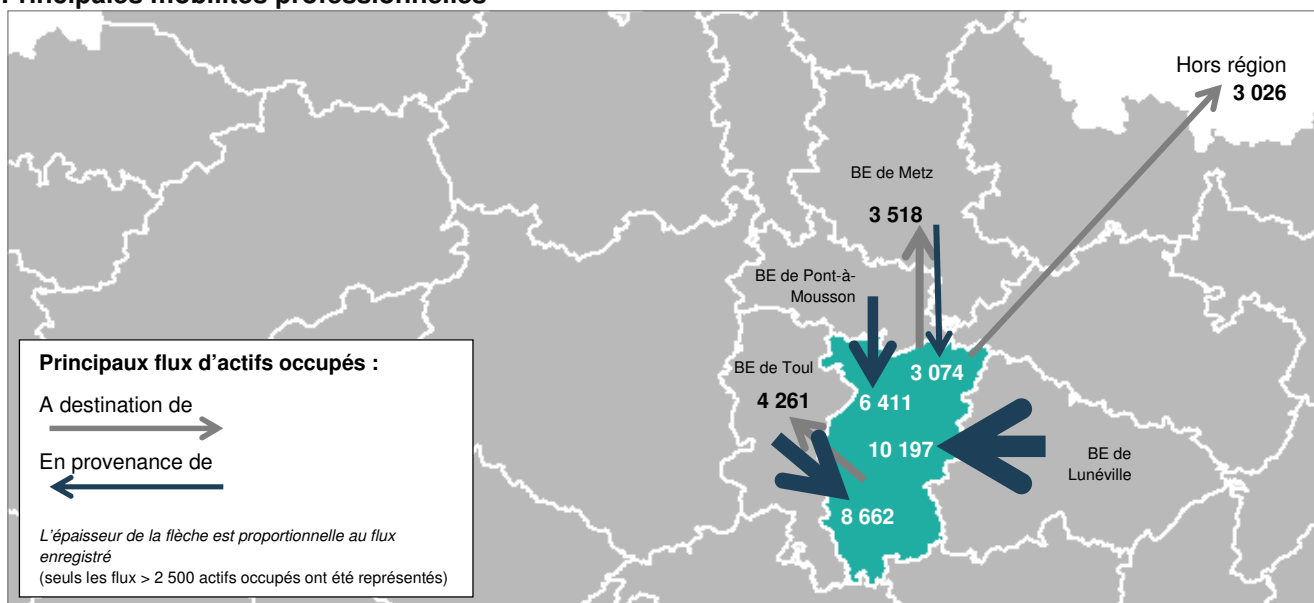 Principales mobilités professionnelles
Hors région
3 026
BE de Metz
3 518
BE de Pont-à-
Mousson
BE de Toul
4 261
3 074
6 411
10 197
BE de
Lunéville
8 662
Principaux flux d'actifs occupés :
A destination de
En provenance de
L'épaisseur de la flèche est proportionnelle au flux
enregistré
(seuls les flux > 2 500 actifs occupés ont été représentés)